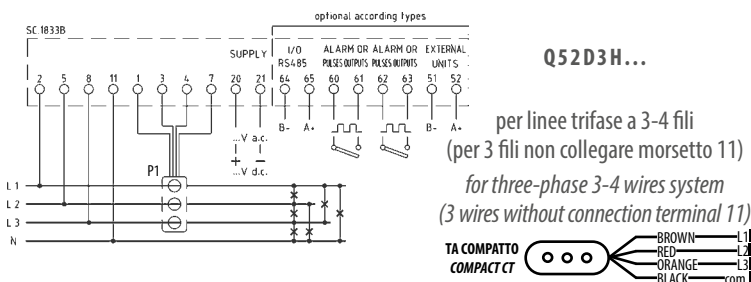 optional according types
SC.1833B
SUPPLY
I/O
RS485
ALARM OR
PULSES OUTPUTS
ALARM OR
PULSES OUTPUTS
EXTERNAL
UNITS
2 5 8 11 1 3 4 7 20 21 64 65 60 61 62 63 51 52
B- A+
B- A+
...V a.c.
+ −
...V d.c.
P1
L1
L2
L3
N
Q52D3H...
per linee trifase a 3-4 fili
(per 3 fili non collegare morsetto 11)
for three-phase 3-4 wires system
(3 wires without connection terminal 11)
TA COMPATTO
COMPACT CT
BROWN L1
RED L2
ORANGE L3
BLACK com